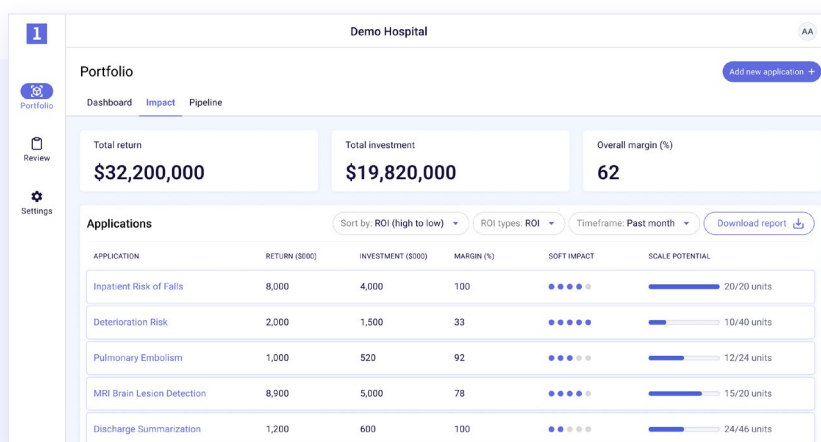 1
Demo Hospital
AA
Portfolio
Add new application +
Portfolio
Dashboard Impact Pipeline
Review
Settings
Total return
$32,200,000
Total investment
$19,820,000
Overall margin (%)
62
Applications
Sort by: ROI (high to low)
ROI types: ROI
Timeframe: Past month
Download report
APPLICATION RETURN ($000) INVESTMENT ($000) MARGIN (%) SOFT IMPACT SCALE POTENTIAL
Inpatient Risk of Falls 8,000 4,000 100 20/20 units
Deterioration Risk 2,000 1,500 33 10/40 units
Pulmonary Embolism 1,000 520 92 12/24 units
MRI Brain Lesion Detection 8,900 5,000 78 15/20 units
Discharge Summarization 1,200 600 100 24/46 units